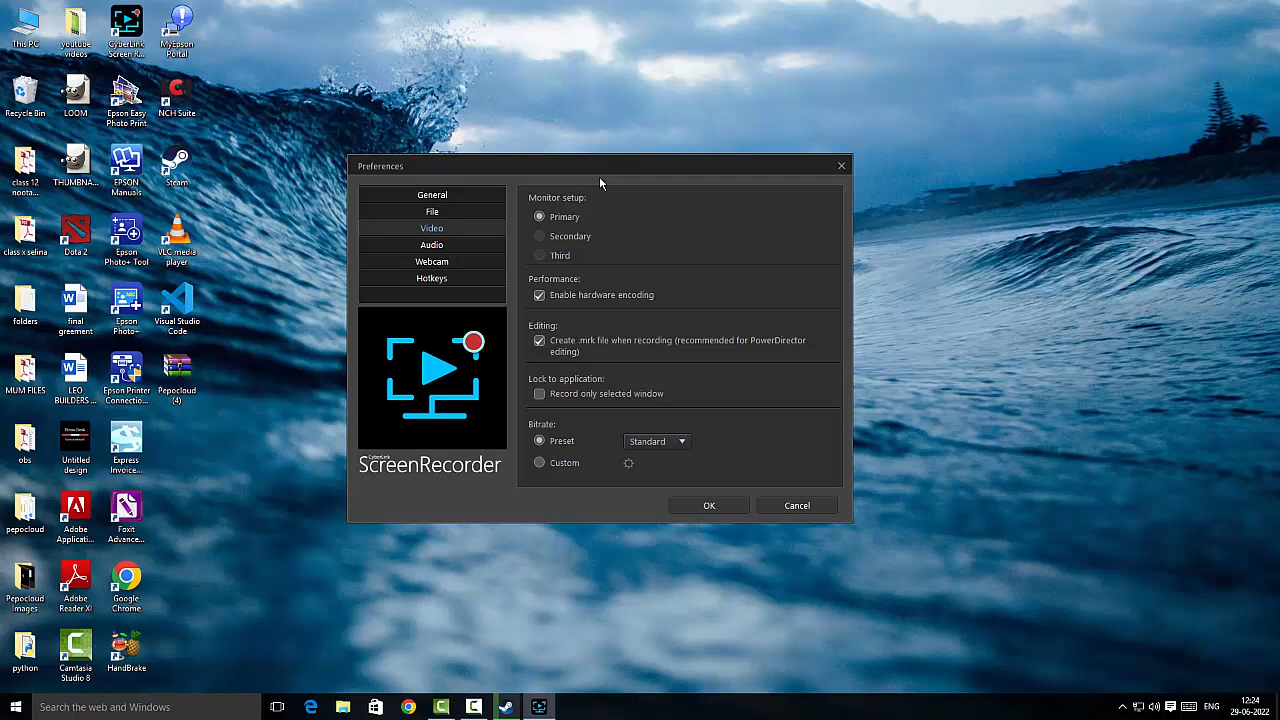 This PC
youtube videos
CyberLink Screen R...
MyEpson Portal
Recycle Bin
LOOM
Epson Easy Photo Print
NCH Suite
class 12 noota...
THUMBNA...
EPSON Manuals
Steam
class x selina
Dota 2
Epson Photo+ Tool
VLC media player
folders
final greement
Epson Photo+
Visual Studio Code
MUM FILES
LEO BUILDERS ...
Epson Printer Connectio...
Pepocloud (4)
obs
Untitled design
Express Invoice...
pepocloud
Adobe Applicati...
Foxit Advance...
Pepocloud Images
Adobe Reader XI
Google Chrome
python
Camtasia Studio 8
HandBrake
Preferences
General
File
Video
Audio
Webcam
Hotkeys
CyberLink
ScreenRecorder
Monitor setup:
Primary
Secondary
Third
Performance:
Enable hardware encoding
Editing:
Create .mrk file when recording (recommended for PowerDirector
editing)
Lock to application:
Record only selected window
Bitrate:
Preset
Standard
Custom
OK
Cancel
Search the web and Windows
ENG
12:24
29-06-2022